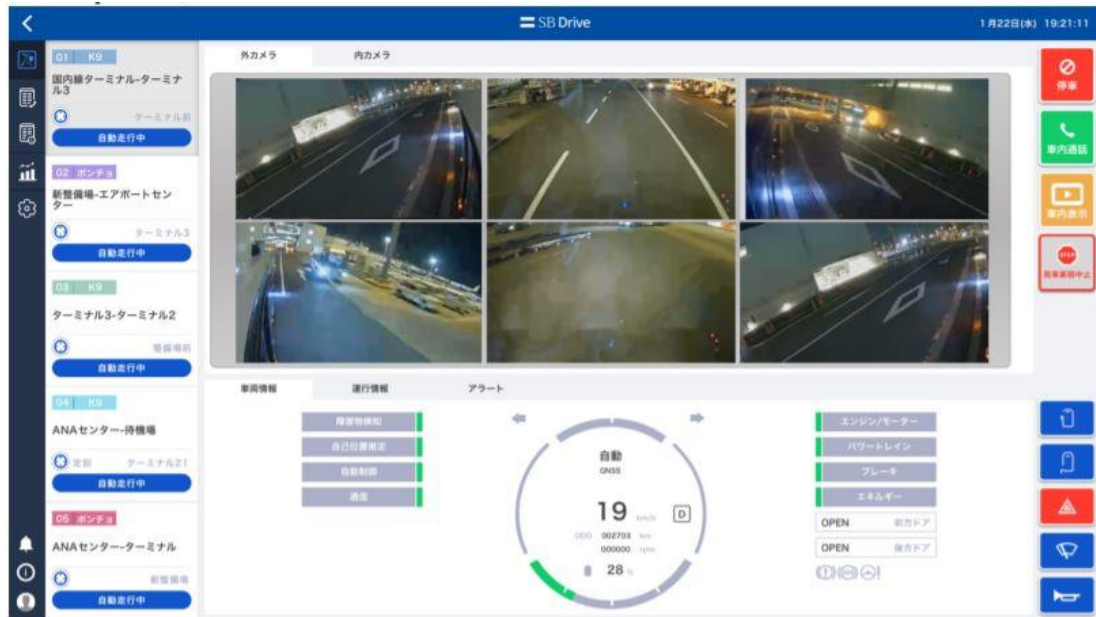 SB Drive
1月22日(水) 19:21:11
01 K9
国内線ターミナル-ターミナ
ル3
ターミナル前
自動走行中
02 ポンチョ
新整備場-エアポートセン
ター
ターミナル3
自動走行中
03 K9
ターミナル3-ターミナル2
整備場前
自動走行中
04 K9
ANAセンター-待機場
定刻 ターミナル21
自動走行中
05 ポンチョ
ANAセンター-ターミナル
新整備場
自動走行中
外カメラ 内カメラ
車両情報 運行情報 アラート
障害物検知
自己位置推定
自動制御
通信
自動
GNSS
19 km/h D
ODO 002703 km
000000 rpm
28 %
エンジン/モーター
パワートレイン
ブレーキ
エネルギー
OPEN 前方ドア
OPEN 後方ドア
停車
車内通話
車内表示
STOP